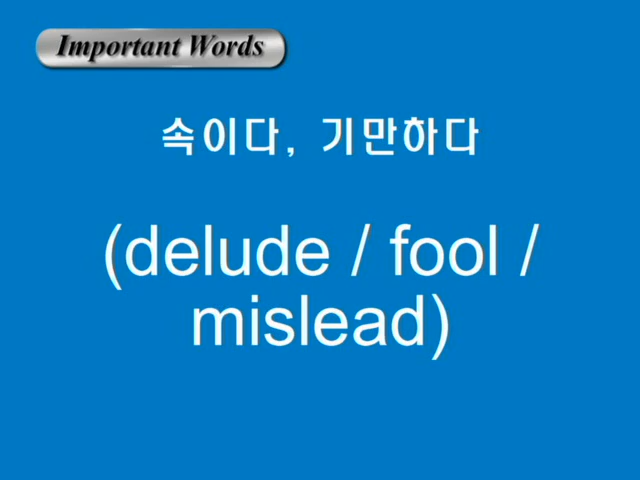 Important Words
속이다, 기만하다
(delude / fool /
mislead)